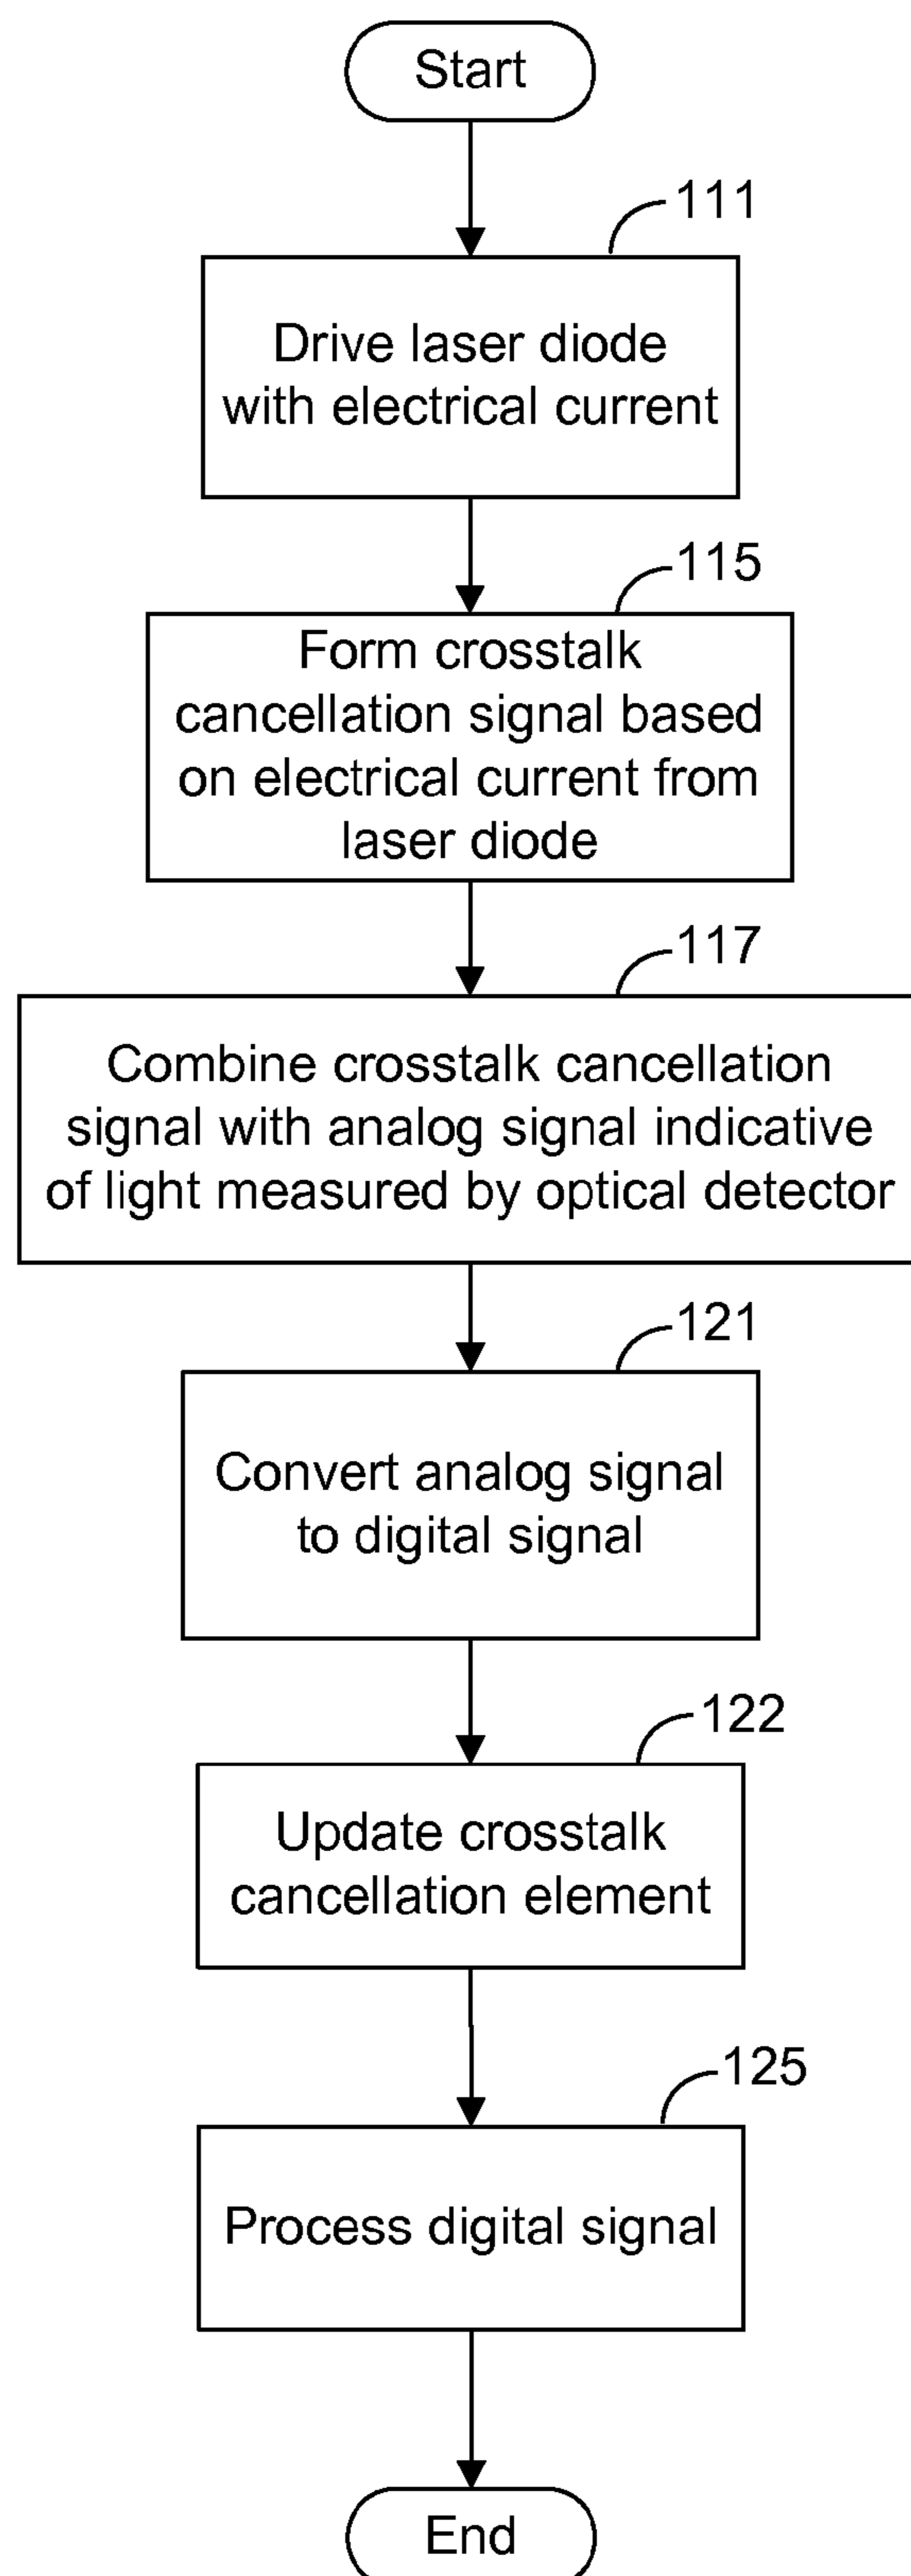 Start
111
Drive laser diode
with electrical current
115
Form crosstalk
cancellation signal based
on electrical current from
laser diode
117
Combine crosstalk cancellation
signal with analog signal indicative
of light measured by optical detector
121
Convert analog signal
to digital signal
122
Update crosstalk
cancellation element
125
Process digital signal
End